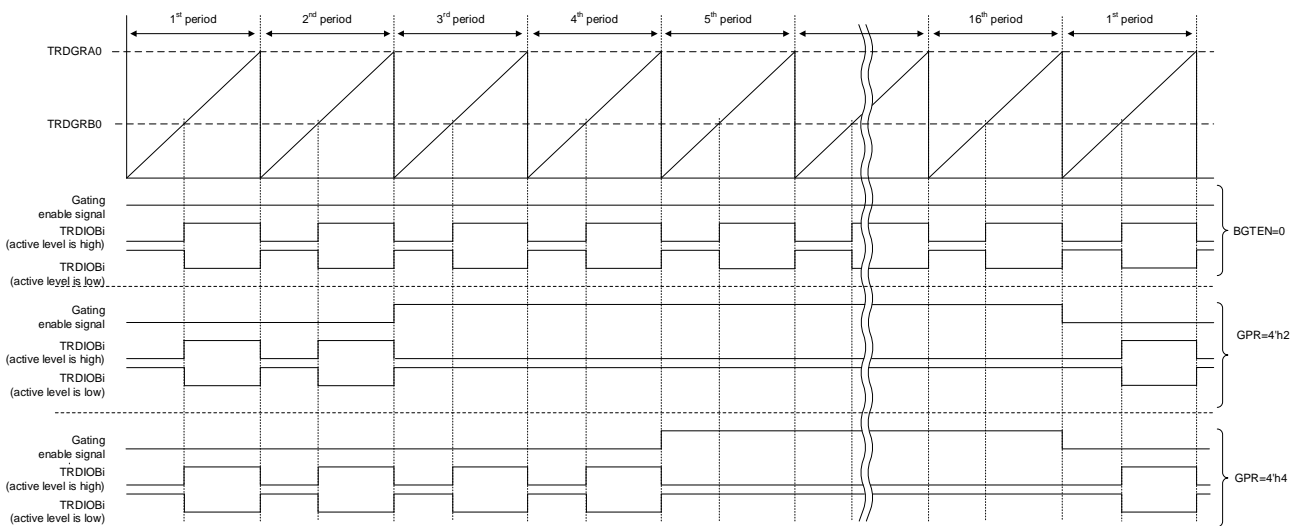 1st period 2nd period 3rd period 4th period 5th period 16th period 1st period
TRDGRA0
TRDGRB0
Gating
enable signal
TRDIOBi
(active level is high)
TRDIOBi
(active level is low)
BGTEN=0
Gating
enable signal
TRDIOBi
(active level is high)
TRDIOBi
(active level is low)
GPR=4'h2
Gating
enable signal
TRDIOBi
(active level is high)
TRDIOBi
(active level is low)
GPR=4'h4